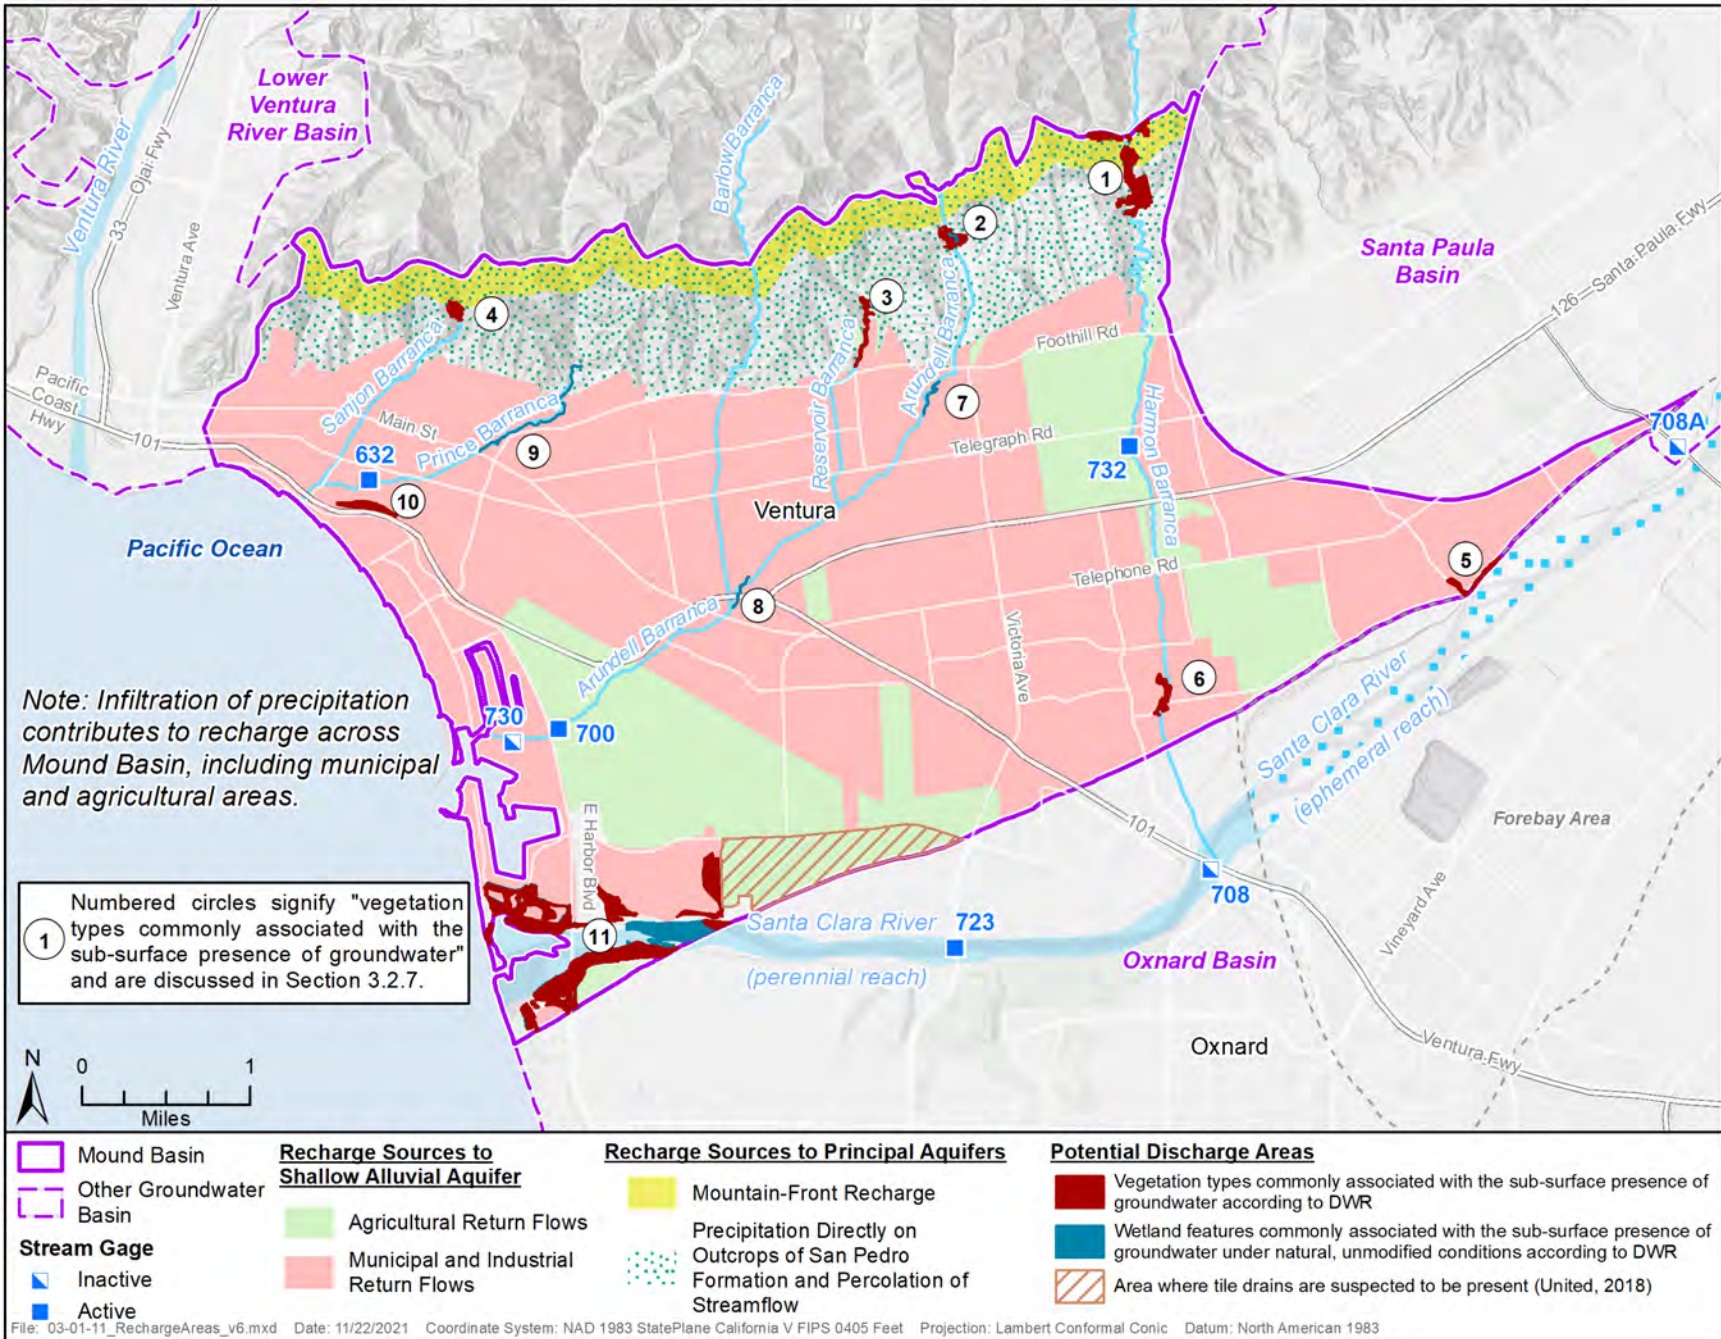 Lower
Ventura
River Basin
Ventura River
33
Ojai Fwy
Ventura Ave
Barlow Barranca
1
2
3
4
Santa Paula
Basin
126
Santa Paula Fwy
Foothill Rd
Sanjon Barranca
Reservoir Barranca
Arundell Barranca
Harmon Barranca
Pacific
Coast
Hwy
101
Main St
Prince Barranca
7
9
Telegraph Rd
632
732
708A
10
Ventura
Pacific Ocean
5
Telephone Rd
8
Arundell Barranca
Victoria Ave
6
Santa Clara River
(ephemeral reach)
Note: Infiltration of precipitation
contributes to recharge across
Mound Basin, including municipal
and agricultural areas.
730
700
E Harbor Blvd
101
Forebay Area
708
Vineyard Ave
1
Numbered circles signify "vegetation
types commonly associated with the
sub-surface presence of groundwater"
and are discussed in Section 3.2.7.
11
Santa Clara River
723
(perennial reach)
Oxnard Basin
Oxnard
Ventura Fwy
N
0 1
Miles
Mound Basin
Other Groundwater
Basin
Stream Gage
Inactive
Active
Recharge Sources to
Shallow Alluvial Aquifer
Agricultural Return Flows
Municipal and Industrial
Return Flows
Recharge Sources to Principal Aquifers
Mountain-Front Recharge
Precipitation Directly on
Outcrops of San Pedro
Formation and Percolation of
Streamflow
Potential Discharge Areas
Vegetation types commonly associated with the sub-surface presence of
groundwater according to DWR
Wetland features commonly associated with the sub-surface presence of
groundwater under natural, unmodified conditions according to DWR
Area where tile drains are suspected to be present (United, 2018)
File: 03-01-11_RechargeAreas_v6.mxd Date: 11/22/2021 Coordinate System: NAD 1983 StatePlane California V FIPS 0405 Feet Projection: Lambert Conformal Conic Datum: North American 1983